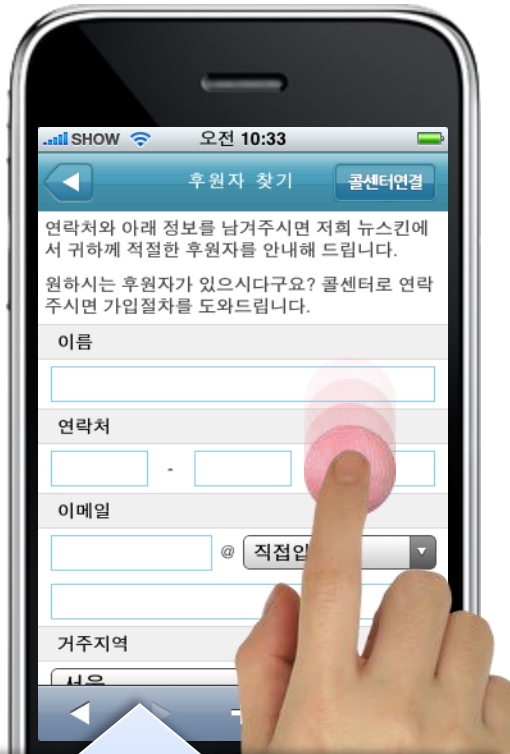 SHOW 오전 10:33
후원자 찾기 콜센터연결
연락처와 아래 정보를 남겨주시면 저희 뉴스킨에
서 귀하께 적절한 후원자를 안내해 드립니다.
원하시는 후원자가 있으시다구요? 콜센터로 연락
주시면 가입절차를 도와드립니다.
이름
연락처
-
이메일
@ 직접입
거주지역
서울